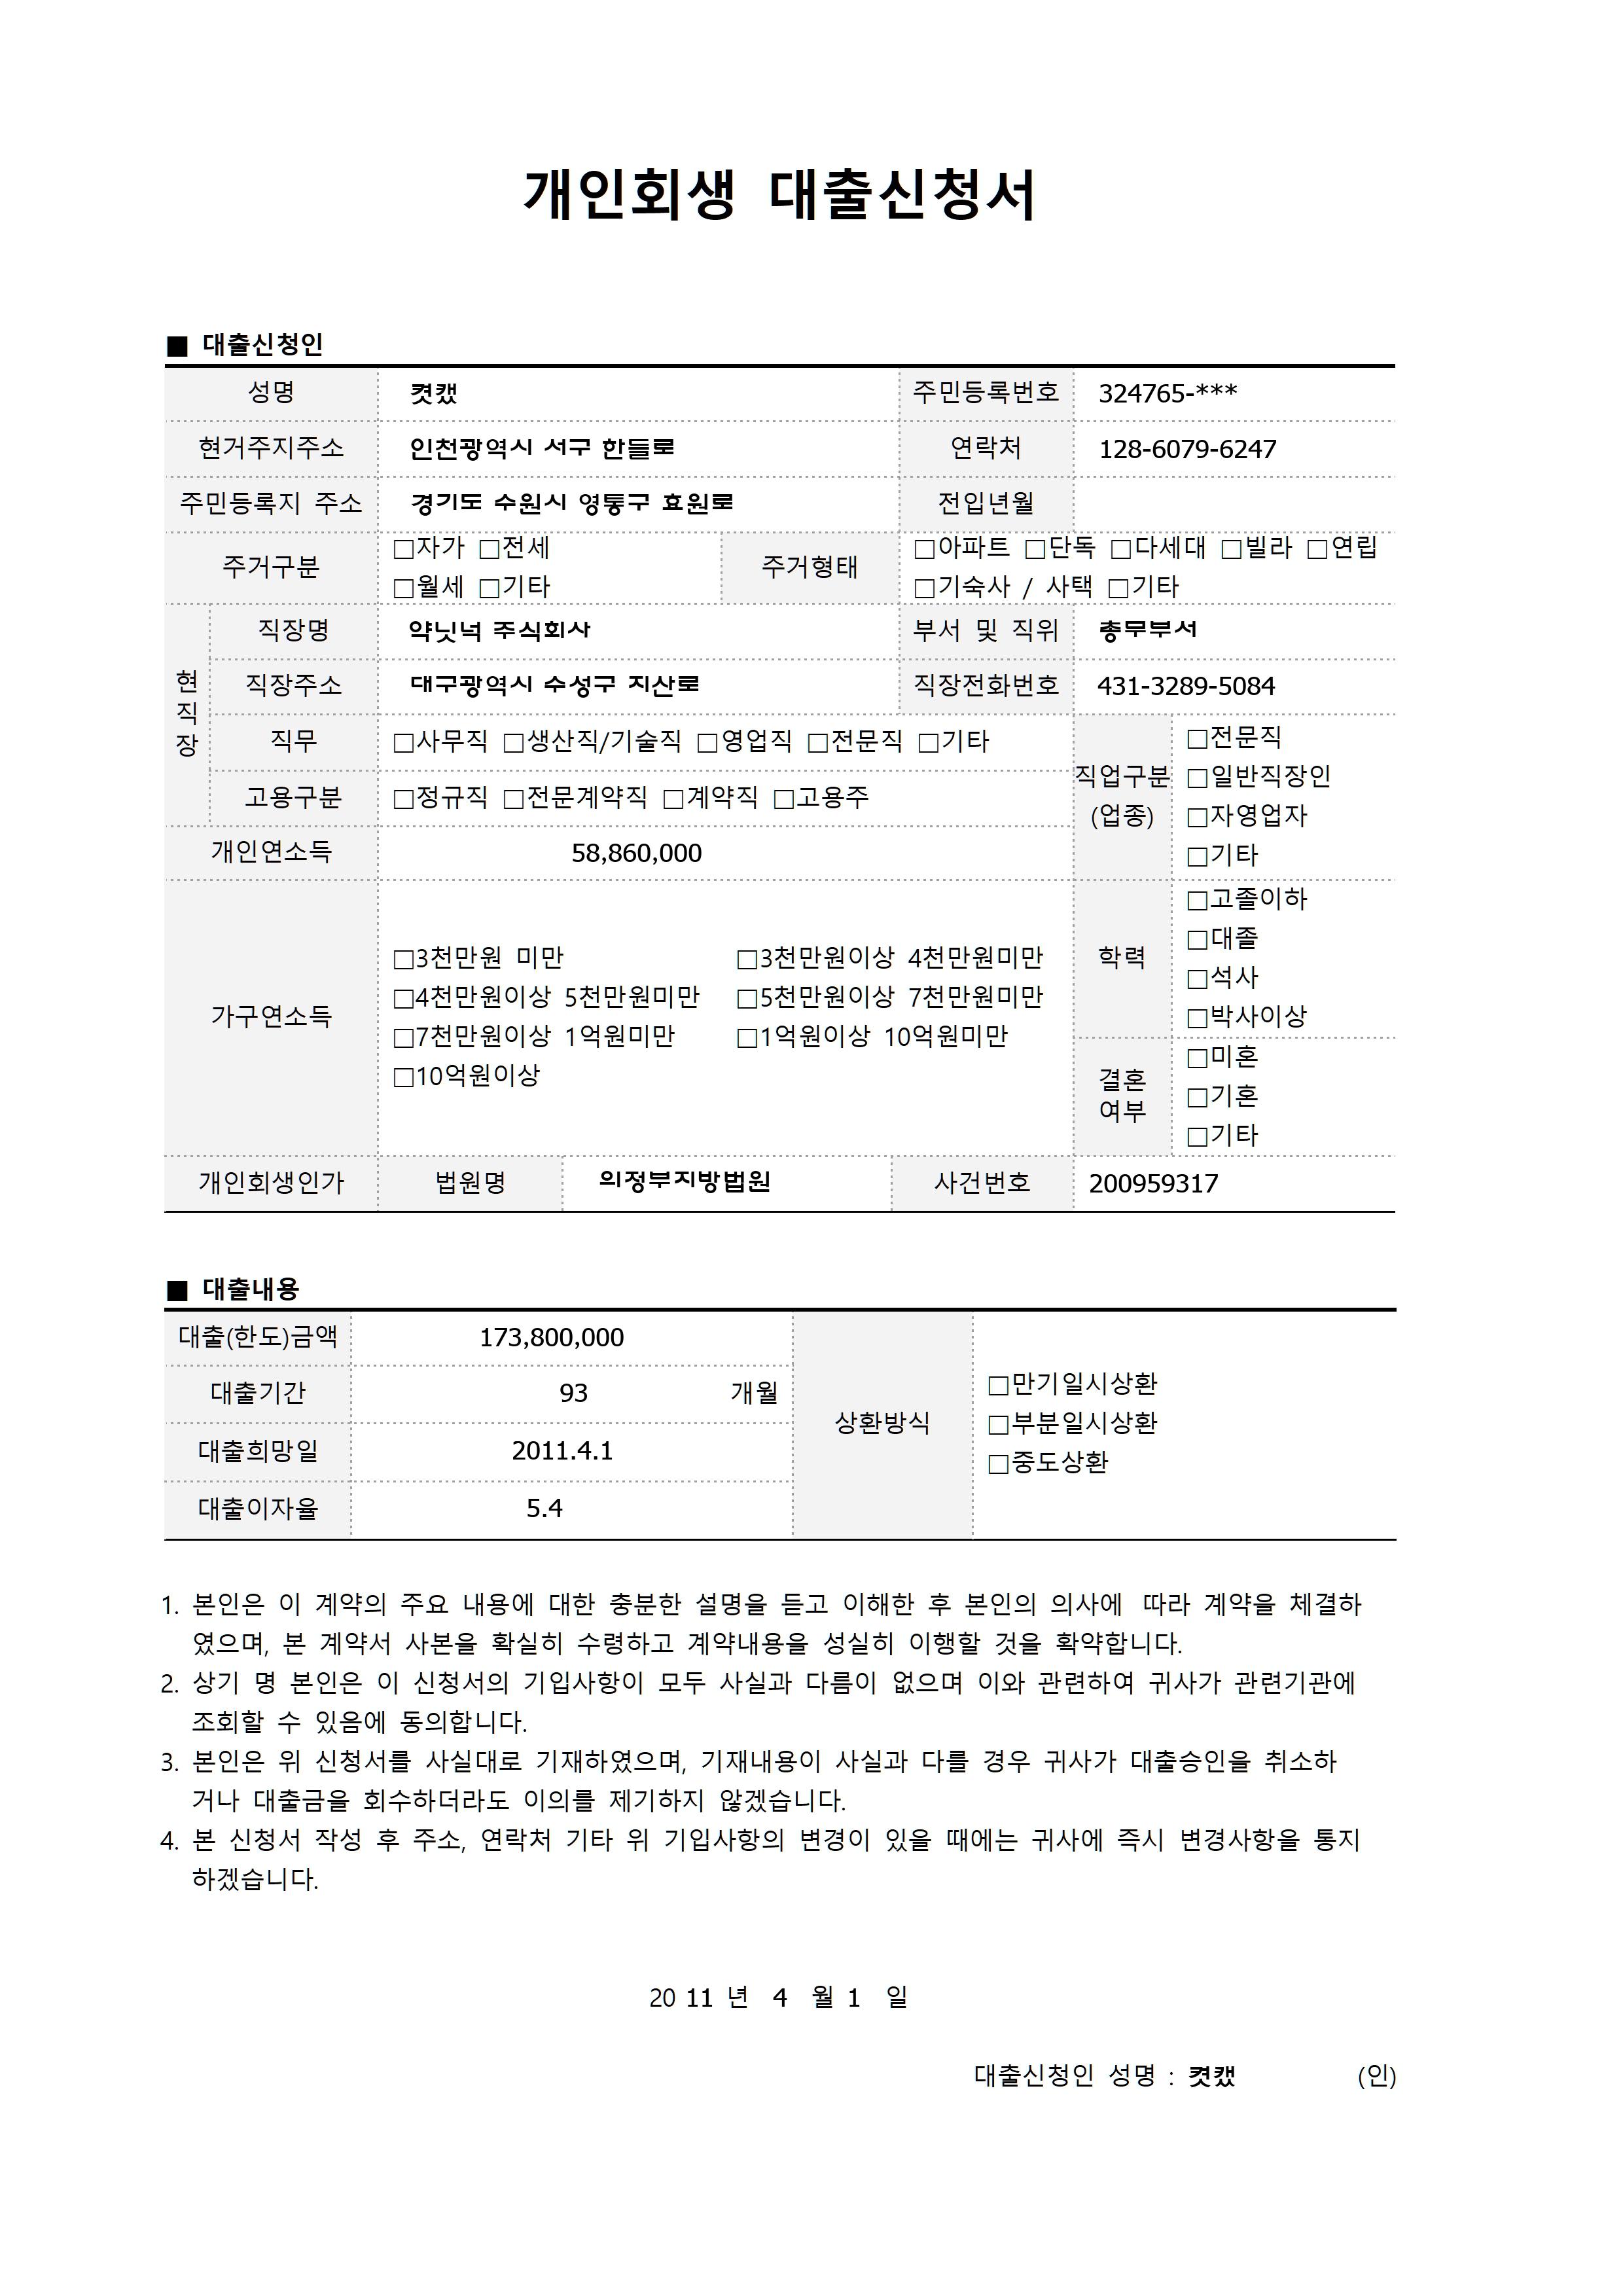 개인회생 대출신청서
■ 대출신청인
성명 켯캤 주민등록번호 324765-***
현거주지주소 인천광역시 서구 한들로 연락처 128-6079-6247
주민등록지 주소 경기도 수원시 영통구 효원로 전입년월
주거구분 □자가 □전세 주거형태 □아파트 □단독 □다세대 □빌라 □연립
□월세 □기타 □기숙사 / 사택 □기타
현직장
직장명 약닛넉 주식회사 부서 및 직위 총무부서
직장주소 대구광역시 수성구 지산로 직장전화번호 431-3289-5084
직무 □사무직 □생산직/기술직 □영업직 □전문직 □기타
고용구분 □정규직 □전문계약직 □계약직 □고용주
직업구분
(업종)
□전문직
□일반직장인
□자영업자
□기타
개인연소득 58,860,000
가구연소득
□3천만원 미만 □3천만원이상 4천만원미만
□4천만원이상 5천만원미만 □5천만원이상 7천만원미만
□7천만원이상 1억원미만 □1억원이상 10억원미만
□10억원이상
학력
□고졸이하
□대졸
□석사
□박사이상
결혼
여부
□미혼
□기혼
□기타
개인회생인가 법원명 의정부지방법원 사건번호 200959317
■ 대출내용
대출(한도)금액 173,800,000
대출기간 93 개월
대출희망일 2011.4.1
대출이자율 5.4
상환방식
□만기일시상환
□부분일시상환
□중도상환
1. 본인은 이 계약의 주요 내용에 대한 충분한 설명을 듣고 이해한 후 본인의 의사에 따라 계약을 체결하
였으며, 본 계약서 사본을 확실히 수령하고 계약내용을 성실히 이행할 것을 확약합니다.
2. 상기 명 본인은 이 신청서의 기입사항이 모두 사실과 다름이 없으며 이와 관련하여 귀사가 관련기관에
조회할 수 있음에 동의합니다.
3. 본인은 위 신청서를 사실대로 기재하였으며, 기재내용이 사실과 다를 경우 귀사가 대출승인을 취소하
거나 대출금을 회수하더라도 이의를 제기하지 않겠습니다.
4. 본 신청서 작성 후 주소, 연락처 기타 위 기입사항의 변경이 있을 때에는 귀사에 즉시 변경사항을 통지
하겠습니다.
20 11 년 4 월 1 일
대출신청인 성명 : 켯캤 (인)